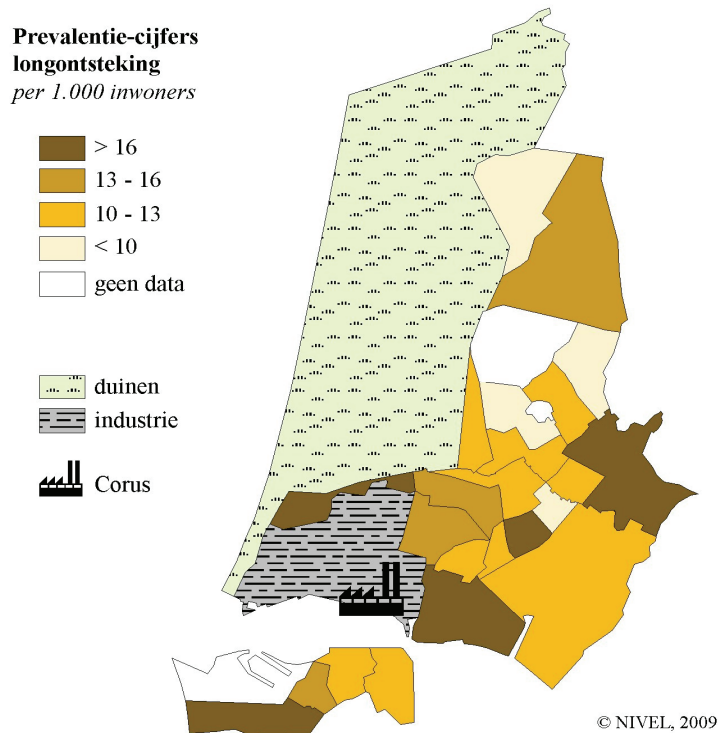 Prevalentie-cijfers
longontsteking
per 1.000 inwoners
> 16
13 - 16
10 - 13
< 10
geen data
duinen
industrie
Corus
© NIVEL, 2009